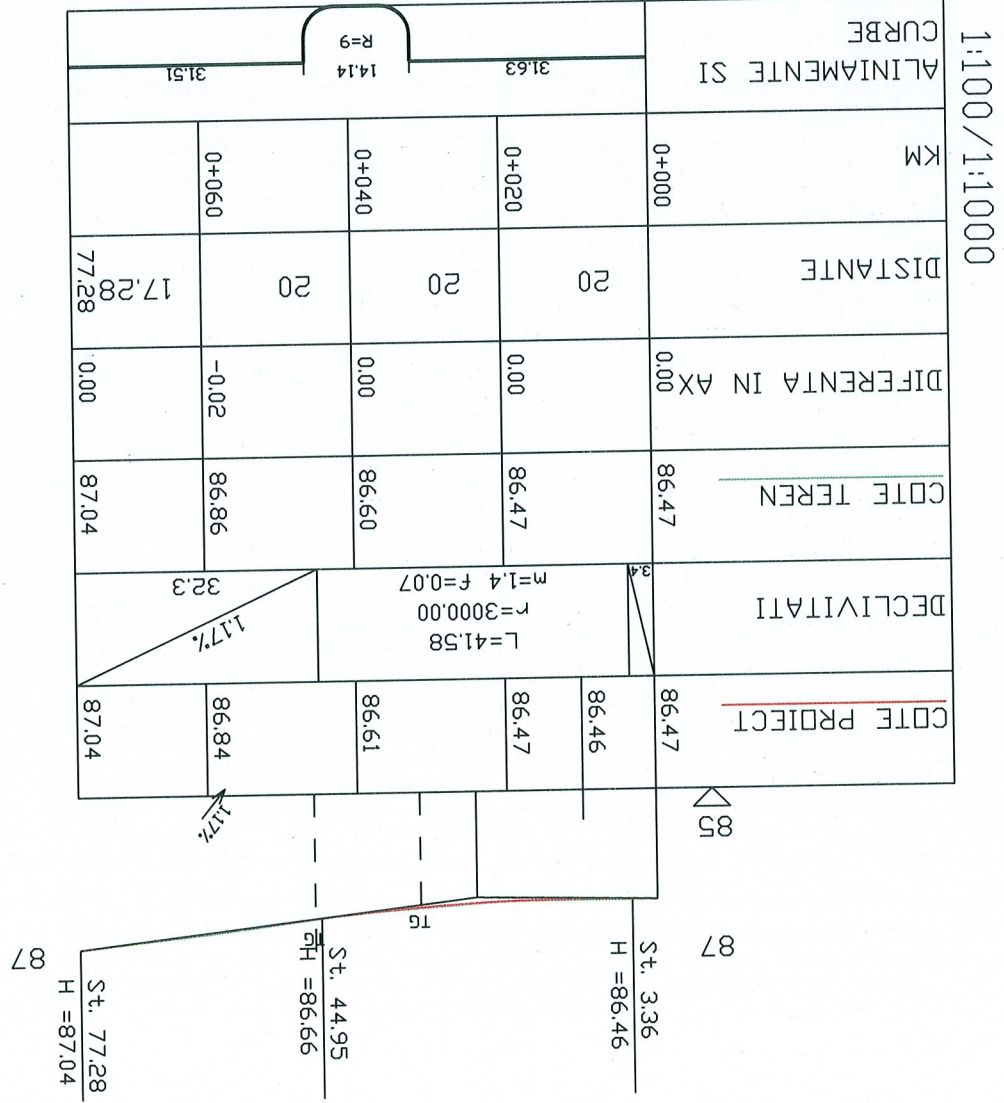 St. 3.36
H =86.46
St. 44.95
H =86.66
St. 77.28
H =87.04
87
87
TG
TG
85
1.17%
COTE PROIECT
86.47
86.46
86.47
86.61
86.84
87.04
DECLIVITATI
3.4
L=41.58
r=3000.00
m=1.4 f=0.07
1.17%
32.3
COTE TEREN
86.47
86.47
86.60
86.86
87.04
DIFERENTA IN AX
0.00
0.00
0.00
-0.02
0.00
DISTANTE
20
20
20
17.28
77.28
KM
0+000
0+020
0+040
0+060
ALINIAMENTE SI
CURBE
31.63
14.14
R=9
31.51
1:100/1:1000